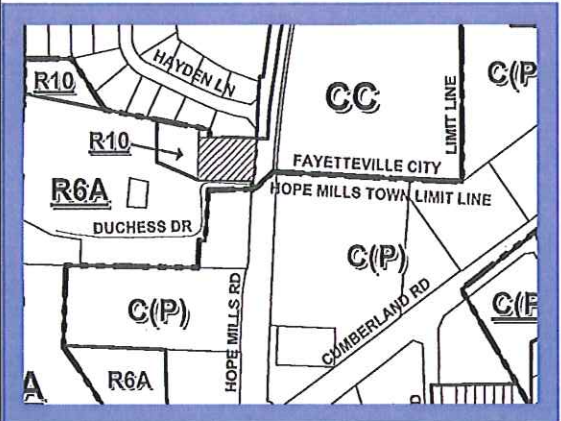 HAYDEN LN
R10
CC
C(P
LIMIT LINE
R10
FAYETTEVILLE CITY
HOPE MILLS TOWN LIMIT LINE
R6A
DUCHESS DR
C(P)
C(P)
HOPE MILLS RD
CUMBERLAND RD
C(P
R6A
A
D